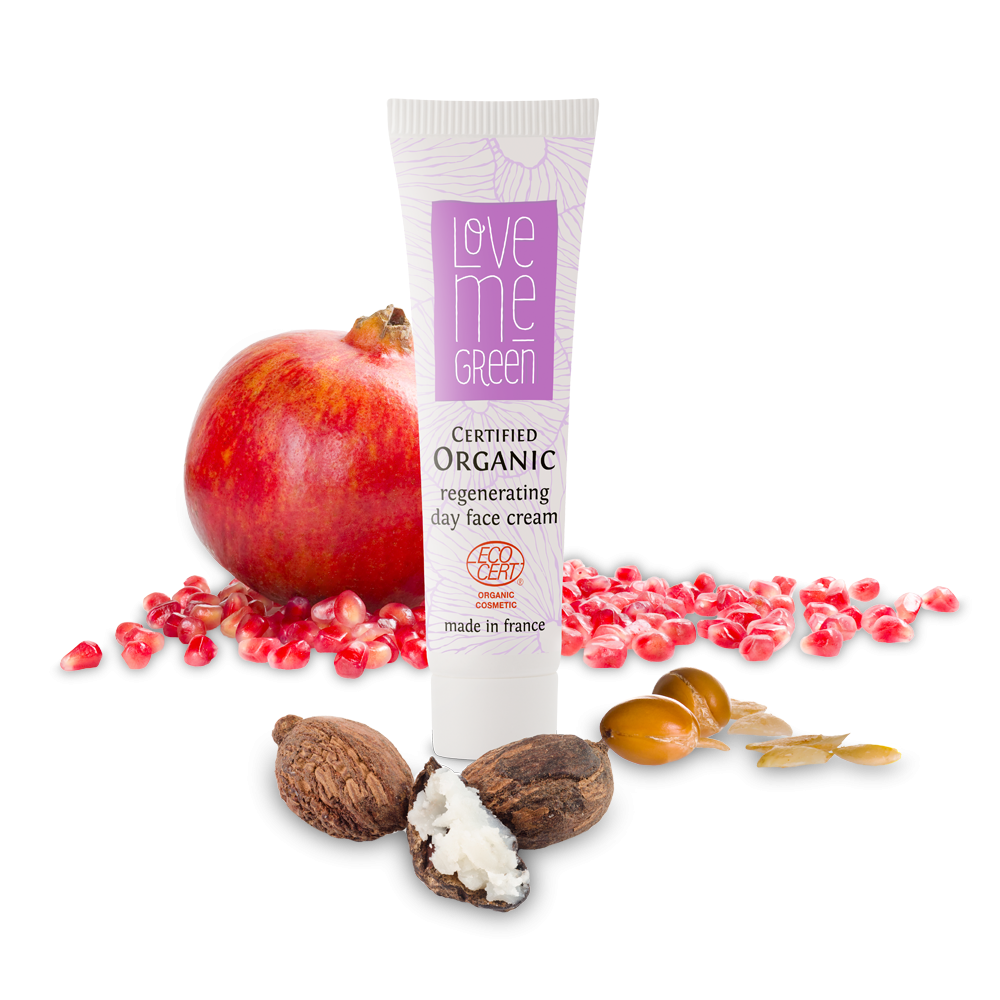 LOVE
me
GReen
CERTIFIED
ORGANIC
regenerating
day face cream
ECO
CERT®
ORGANIC
COSMETIC
made in france